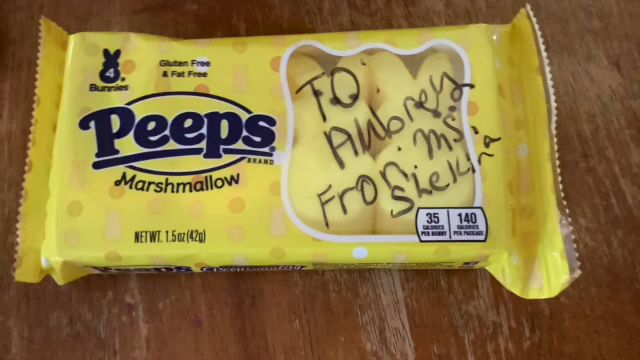 4
Bunnies
Gluten Free
& Fat Free
Peeps
BRAND
Marshmallow
NET WT. 1.5 oz (42g)
TO
Aubrey
From: Ms.
Shekina
35
CALORIES
PER BUNNY
140
CALORIES
PER PACKAGE